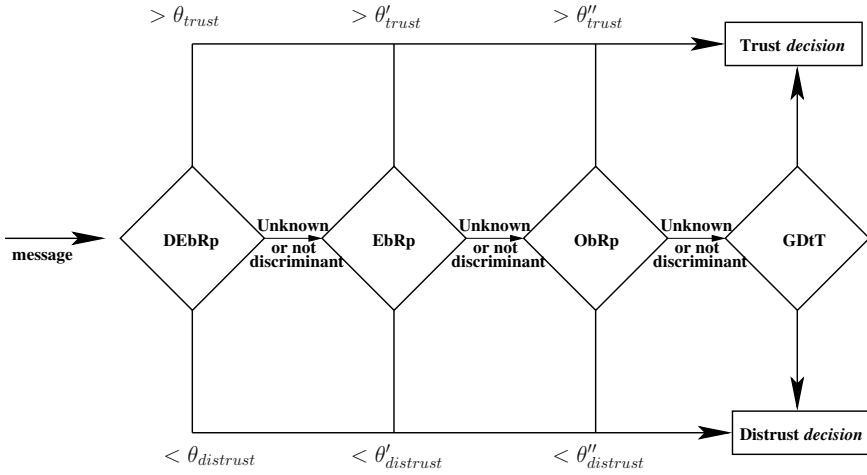 > θ_trust
> θ′_trust
> θ″_trust
Trust decision
message
DEbRp
Unknown
or not
discriminant
EbRp
Unknown
or not
discriminant
ObRp
Unknown
or not
discriminant
GDtT
Distrust decision
< θ_distrust
< θ′_distrust
< θ″_distrust